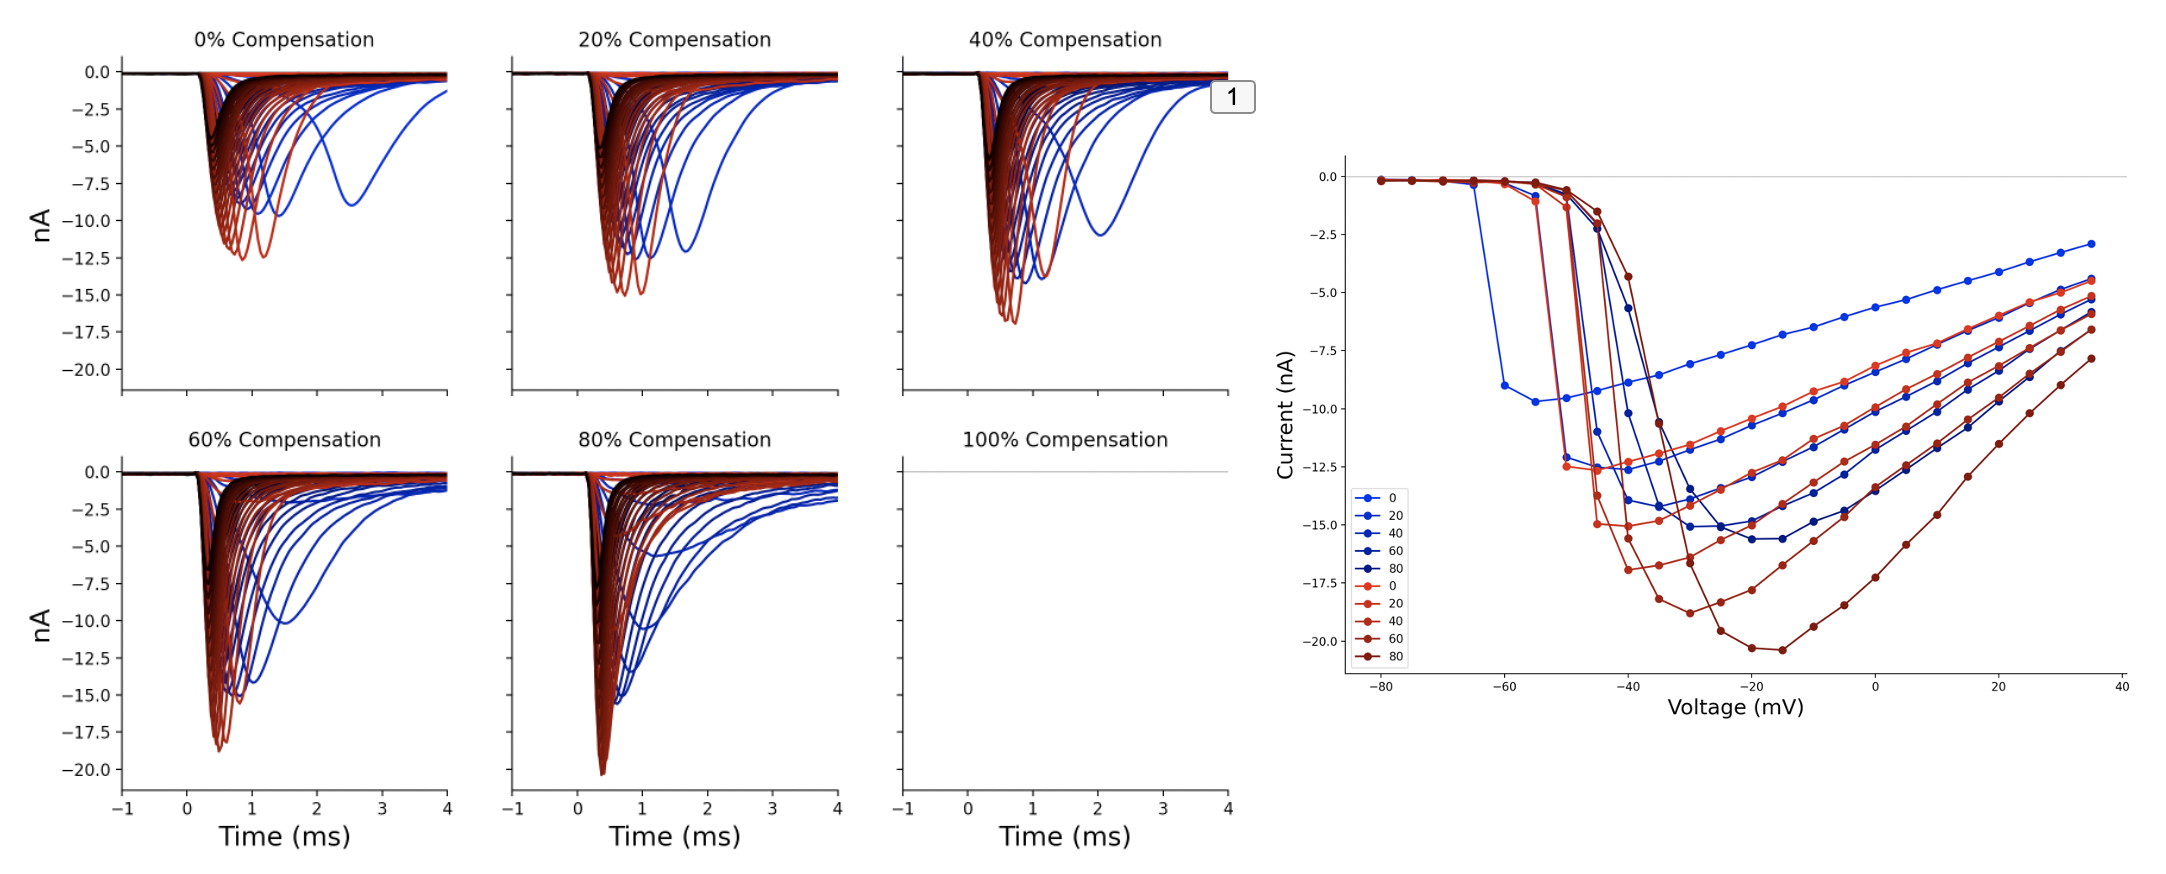 0% Compensation
20% Compensation
40% Compensation
1
nA
0.0
−2.5
−5.0
−7.5
−10.0
−12.5
−15.0
−17.5
−20.0
60% Compensation
80% Compensation
100% Compensation
nA
0.0
−2.5
−5.0
−7.5
−10.0
−12.5
−15.0
−17.5
−20.0
−1 0 1 2 3 4
−1 0 1 2 3 4
−1 0 1 2 3 4
Time (ms)
Time (ms)
Time (ms)
Current (nA)
0.0
−2.5
−5.0
−7.5
−10.0
−12.5
−15.0
−17.5
−20.0
0
20
40
60
80
0
20
40
60
80
−80 −60 −40 −20 0 20 40
Voltage (mV)